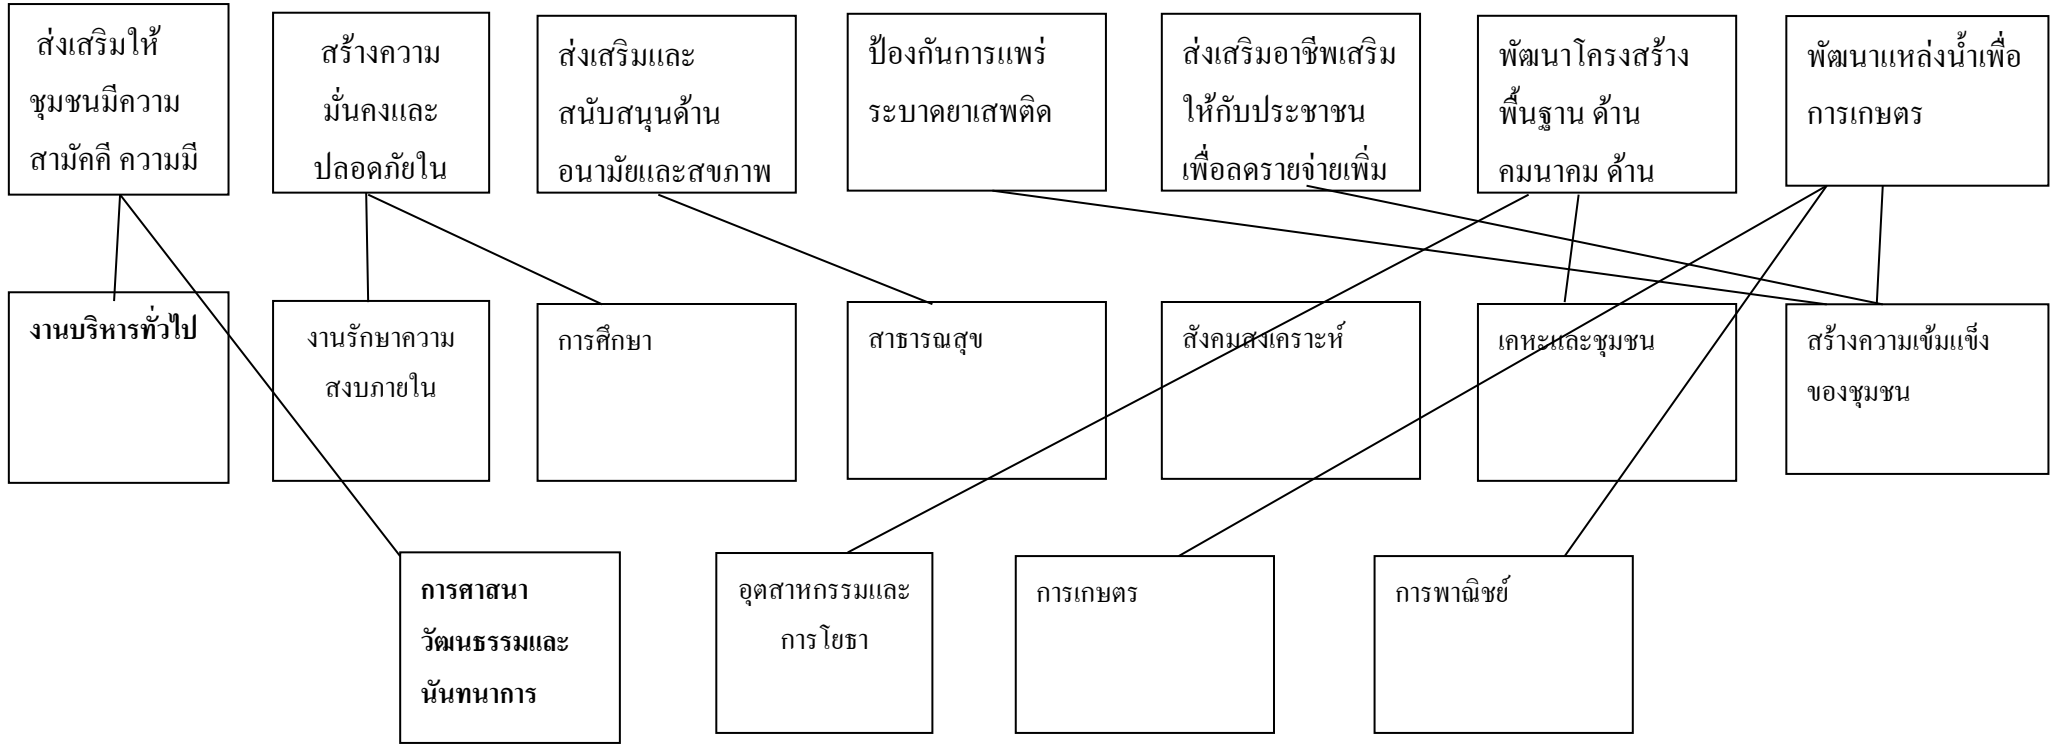 ส่งเสริมให้
ชุมชนมีความ
สามัคคี ความมี
สร้างความ
มั่นคงและ
ปลอดภัยใน
ส่งเสริมและ
สนับสนุนด้าน
อนามัยและสขภาพ
ป้องกันการแพร่
ระบาดยาเสพติด
ส่งเสริมอาชีพเสริม
ให้กับประชาชน
เพื่อลดรายจ่ายเพิ่ม
พัฒนาโครงสร้าง
พื้นฐาน ด้าน
คมนาคม ด้าน
พัฒนาแหล่งน้ำเพื่อ
การเกษตร
งานบริหารทั่วไป
งานรักษาความ
สงบภายใน
การศึกษา
สาธารณสุข
สังคมสงเคราะห์
เคหะและชุมชน
สร้างความเข้มแข็ง
ของชุมชน
การศาสนา
วัฒนธรรมและ
นันทนาการ
อุตสาหกรรมและ
การโยธา
การเกษตร
การพาณิชย์